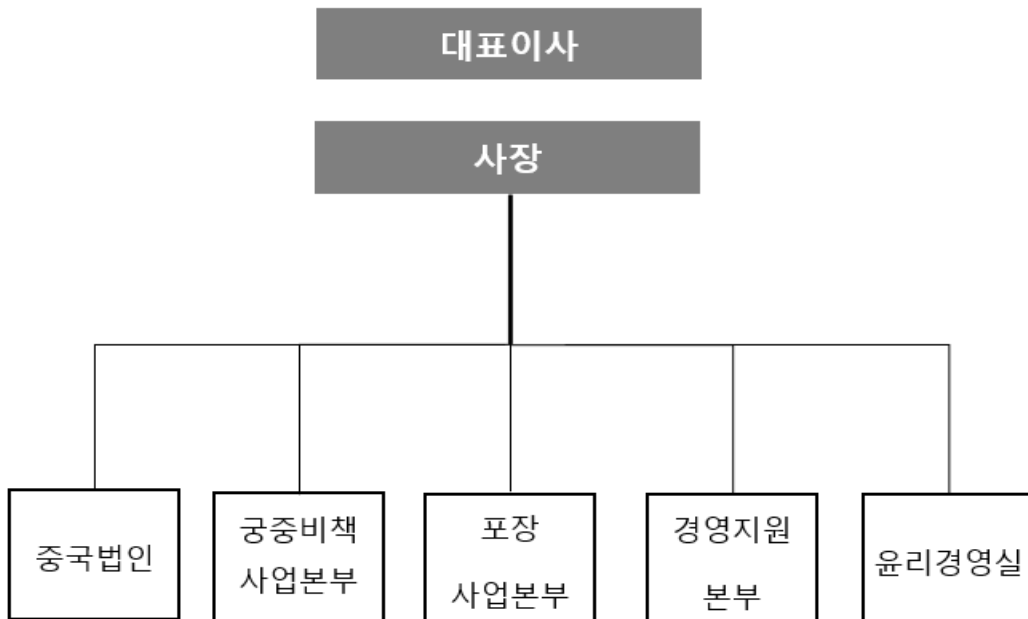 대표이사
사장
중국법인
궁중비책
사업본부
포장
사업본부
경영지원
본부
윤리경영실